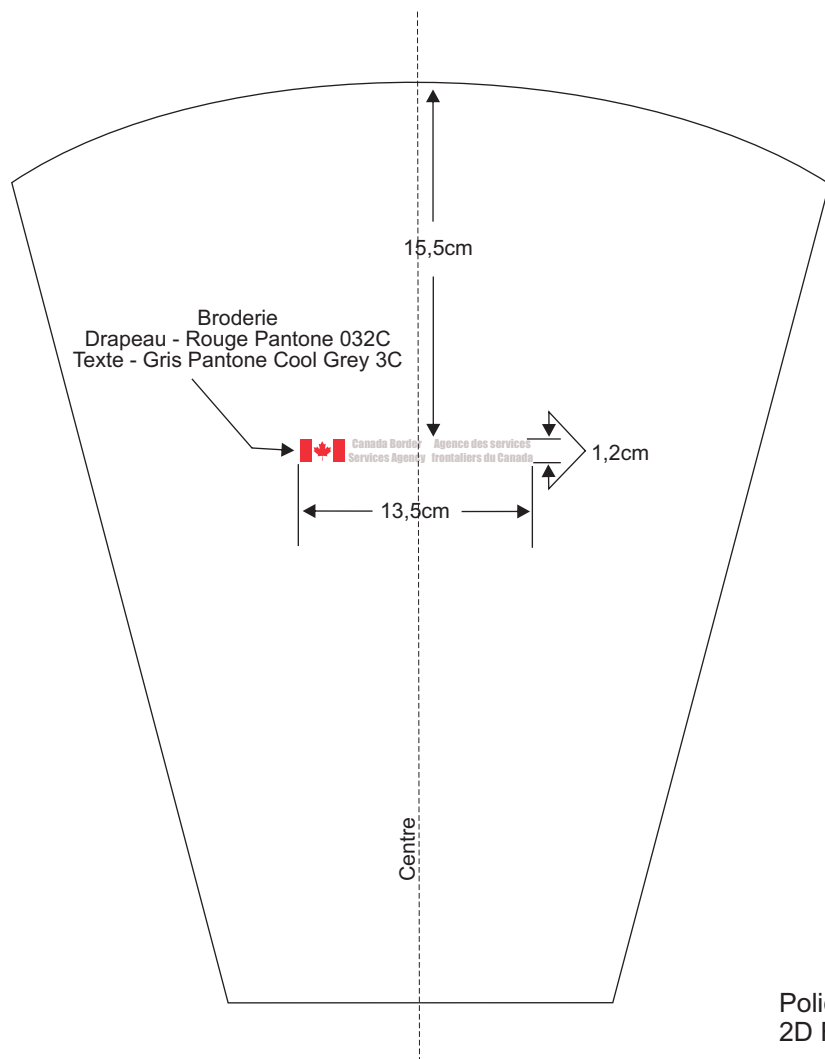 15,5cm
Broderie
Drapeau - Rouge Pantone 032C
Texte - Gris Pantone Cool Grey 3C
Canada Border Agence des services
Services Agency frontaliers du Canada
1,2cm
13,5cm
Centre
2D